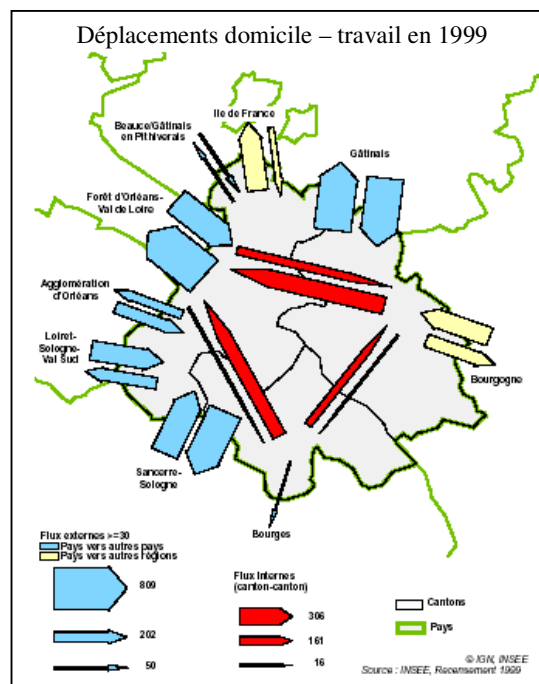 Déplacements domicile – travail en 1999
Ile de France
Beauce/Gâtinais
en Pithiverais
Gâtinais
Forêt d'Orléans-
Val de Loire
Agglomération
d'Orléans
Loiret-
Sologne-
Val Sud
Bourgogne
Sancerre-
Sologne
Bourges
Flux externes >=30
Pays vers autres pays
Pays vers autres régions
809
202
50
Flux Internes
(canton-canton)
306
161
16
Cantons
Pays
© IGN, INSEE
Source : INSEE, Recensement 1999